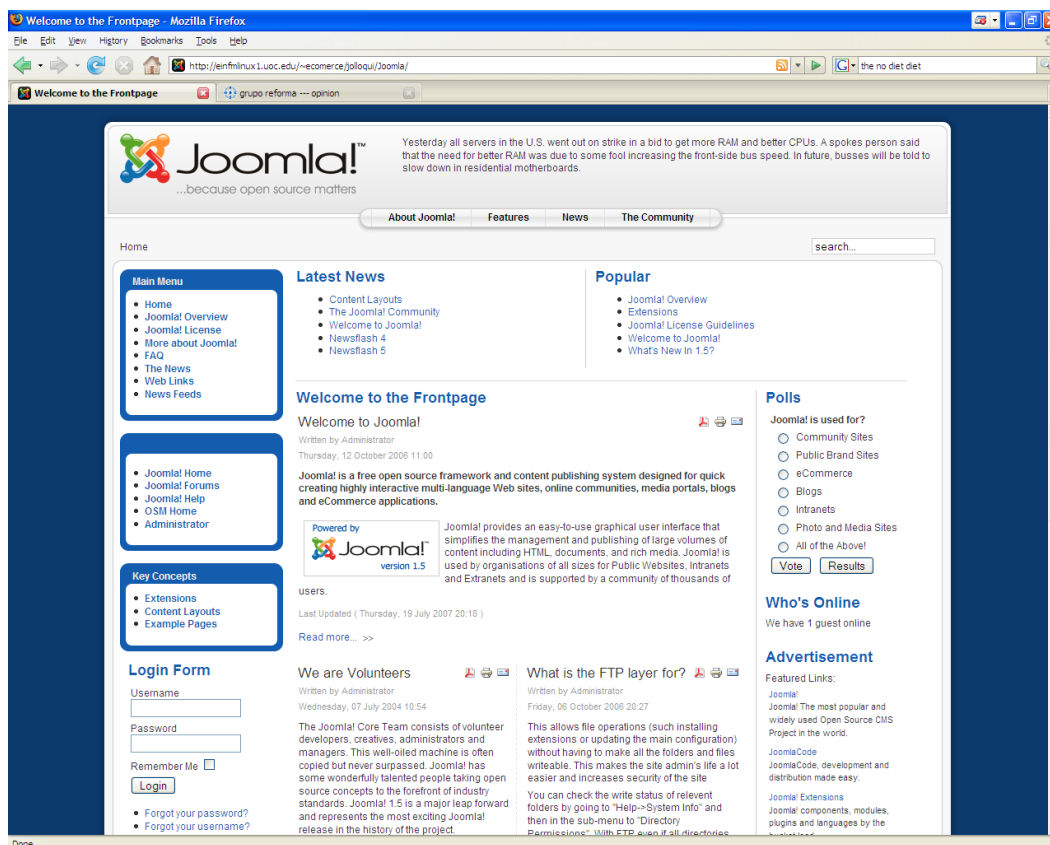 Welcome to the Frontpage - Mozilla Firefox
File Edit View History Bookmarks Tools Help
http://einfmlinux1.uoc.edu/~ecomerce/jolloqui/Joomla/
the no diet diet
Welcome to the Frontpage
grupo reforma --- opinion
Joomla!™
...because open source matters
Yesterday all servers in the U.S. went out on strike in a bid to get more RAM and better CPUs. A spokes person said
that the need for better RAM was due to some fool increasing the front-side bus speed. In future, busses will be told to
slow down in residential motherboards.
About Joomla! Features News The Community
Home
search...
Main Menu
Home
Joomla! Overview
Joomla! License
More about Joomla!
FAQ
The News
Web Links
News Feeds
Joomla! Home
Joomla! Forums
Joomla! Help
OSM Home
Administrator
Key Concepts
Extensions
Content Layouts
Example Pages
Login Form
Username
Password
Remember Me
Login
Forgot your password?
Forgot your username?
Latest News
Content Layouts
The Joomla! Community
Welcome to Joomla!
Newsflash 4
Newsflash 5
Popular
Joomla! Overview
Extensions
Joomla! License Guidelines
Welcome to Joomla!
What's New In 1.5?
Welcome to the Frontpage
Welcome to Joomla!
Written by Administrator
Thursday, 12 October 2006 11:00
Joomla! is a free open source framework and content publishing system designed for quick
creating highly interactive multi-language Web sites, online communities, media portals, blogs
and eCommerce applications.
Powered by
Joomla!
version 1.5
Joomla! provides an easy-to-use graphical user interface that
simplifies the management and publishing of large volumes of
content including HTML, documents, and rich media. Joomla! is
used by organisations of all sizes for Public Websites, Intranets
and Extranets and is supported by a community of thousands of
users.
Last Updated ( Thursday, 19 July 2007 20:18 )
Read more... >>
We are Volunteers
Written by Administrator
Wednesday, 07 July 2004 10:54
The Joomla! Core Team consists of volunteer
developers, creatives, administrators and
managers. This well-oiled machine is often
copied but never surpassed. Joomla! has
some wonderfully talented people taking open
source concepts to the forefront of industry
standards. Joomla! 1.5 is a major leap forward
and represents the most exciting Joomla!
release in the history of the project.
What is the FTP layer for?
Written by Administrator
Friday, 06 October 2006 20:27
This allows file operations (such installing
extensions or updating the main configuration)
without having to make all the folders and files
writeable. This makes the site admin's life a lot
easier and increases security of the site
You can check the write status of relevent
folders by going to "Help->System Info" and
then in the sub-menu to "Directory
Permissions". With FTP even if all directories
Polls
Joomla! is used for?
Community Sites
Public Brand Sites
eCommerce
Blogs
Intranets
Photo and Media Sites
All of the Above!
Vote Results
Who's Online
We have 1 guest online
Advertisement
Featured Links:
Joomla!
Joomla! The most popular and
widely used Open Source CMS
Project in the world.
JoomlaCode
JoomlaCode, development and
distribution made easy.
Joomla! Extensions
Joomla! components, modules,
plugins and languages by the
bucket load.
Done